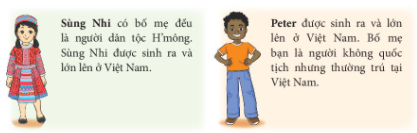 Sùng Nhi có bố mẹ đều
là người dân tộc H'mông.
Sùng Nhi được sinh ra và
lớn lên ở Việt Nam.
Peter được sinh ra và lớn
lên ở Việt Nam. Bố mẹ
bạn là người không quốc
tịch nhưng thường trú tại
Việt Nam.